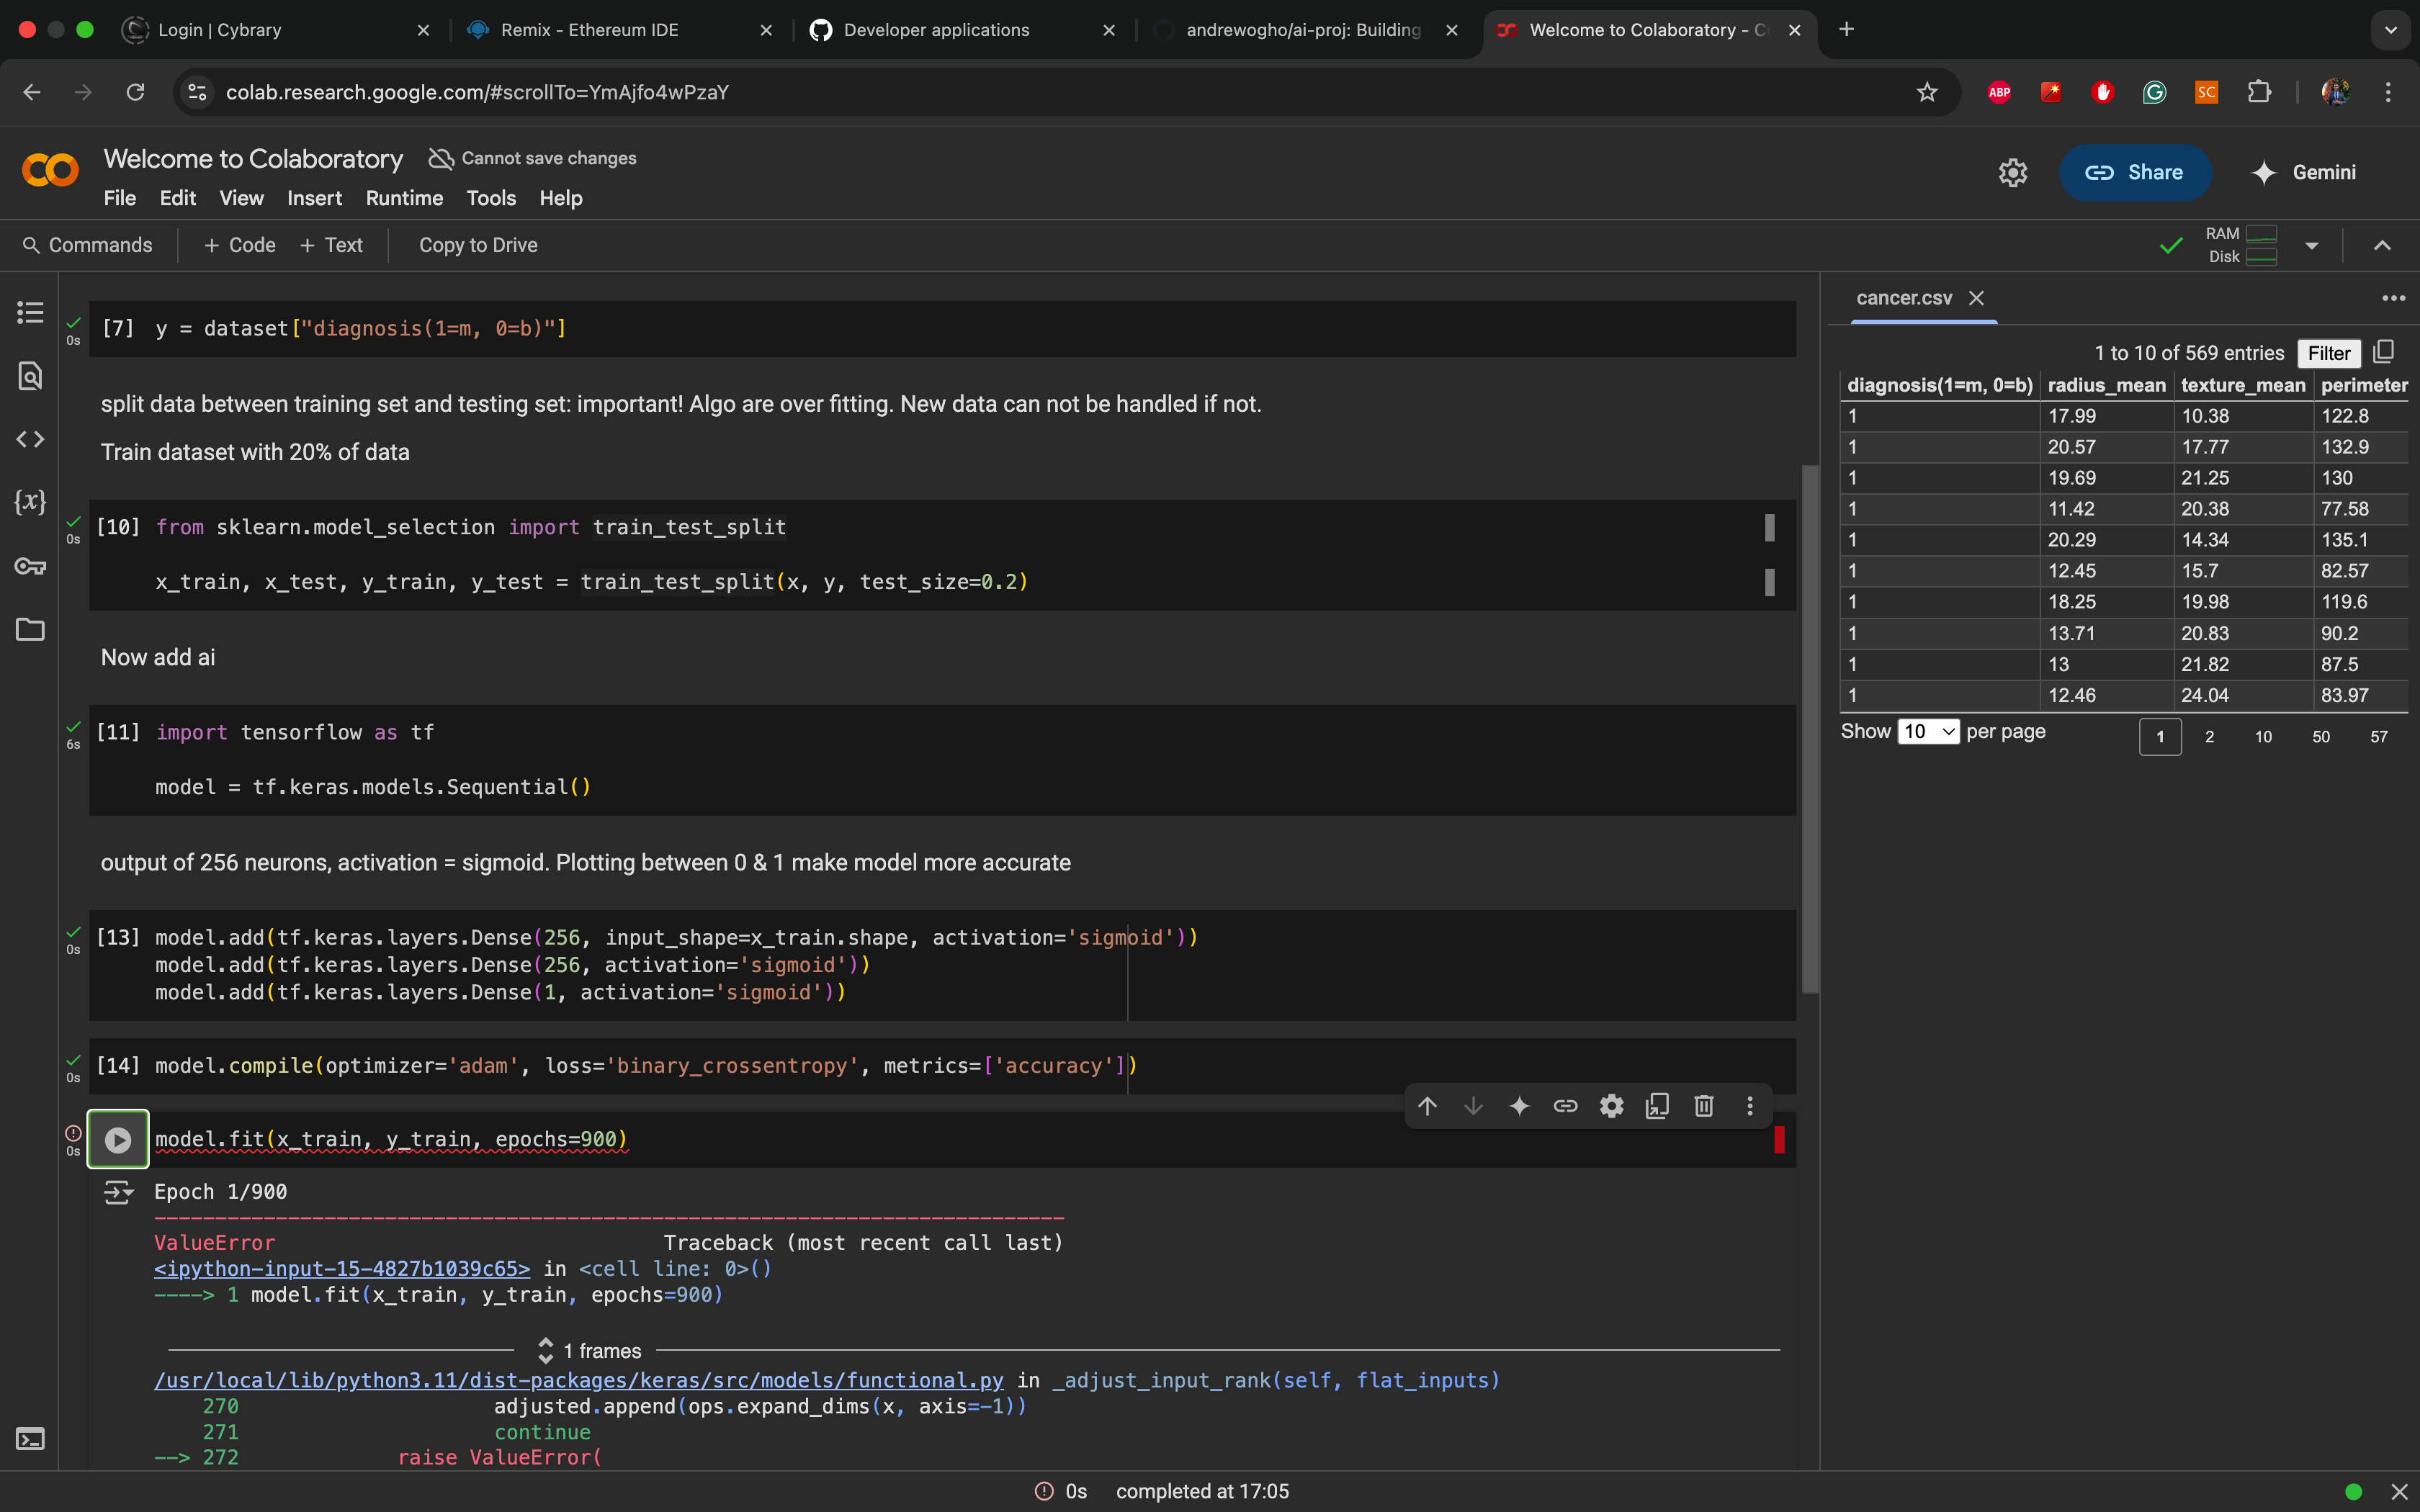 Login | Cybrary
Remix - Ethereum IDE
Developer applications
andrewogho/ai-proj: Building
Welcome to Colaboratory - Co
colab.research.google.com/#scrollTo=YmAjfo4wPzaY
ABP
SC
Welcome to Colaboratory
Cannot save changes
File Edit View Insert Runtime Tools Help
Share
Gemini
Commands + Code + Text Copy to Drive
RAM
Disk
[7] y = dataset["diagnosis(1=m, 0=b)"]
0s
split data between training set and testing set: important! Algo are over fitting. New data can not be handled if not.
Train dataset with 20% of data
[10] from sklearn.model_selection import train_test_split
0s
x_train, x_test, y_train, y_test = train_test_split(x, y, test_size=0.2)
Now add ai
[11] import tensorflow as tf
6s
model = tf.keras.models.Sequential()
output of 256 neurons, activation = sigmoid. Plotting between 0 & 1 make model more accurate
[13] model.add(tf.keras.layers.Dense(256, input_shape=x_train.shape, activation='sigmoid'))
0s
model.add(tf.keras.layers.Dense(256, activation='sigmoid'))
model.add(tf.keras.layers.Dense(1, activation='sigmoid'))
[14] model.compile(optimizer='adam', loss='binary_crossentropy', metrics=['accuracy'])
0s
model.fit(x_train, y_train, epochs=900)
0s
Epoch 1/900
---------------------------------------------------------------------------
ValueError Traceback (most recent call last)
<ipython-input-15-4827b1039c65> in <cell line: 0>()
----> 1 model.fit(x_train, y_train, epochs=900)
1 frames
/usr/local/lib/python3.11/dist-packages/keras/src/models/functional.py in _adjust_input_rank(self, flat_inputs)
270 adjusted.append(ops.expand_dims(x, axis=-1))
271 continue
--> 272 raise ValueError(
cancer.csv
1 to 10 of 569 entries Filter
diagnosis(1=m, 0=b) radius_mean texture_mean perimeter
1 17.99 10.38 122.8
1 20.57 17.77 132.9
1 19.69 21.25 130
1 11.42 20.38 77.58
1 20.29 14.34 135.1
1 12.45 15.7 82.57
1 18.25 19.98 119.6
1 13.71 20.83 90.2
1 13 21.82 87.5
1 12.46 24.04 83.97
Show 10 per page 1 2 10 50 57
0s completed at 17:05